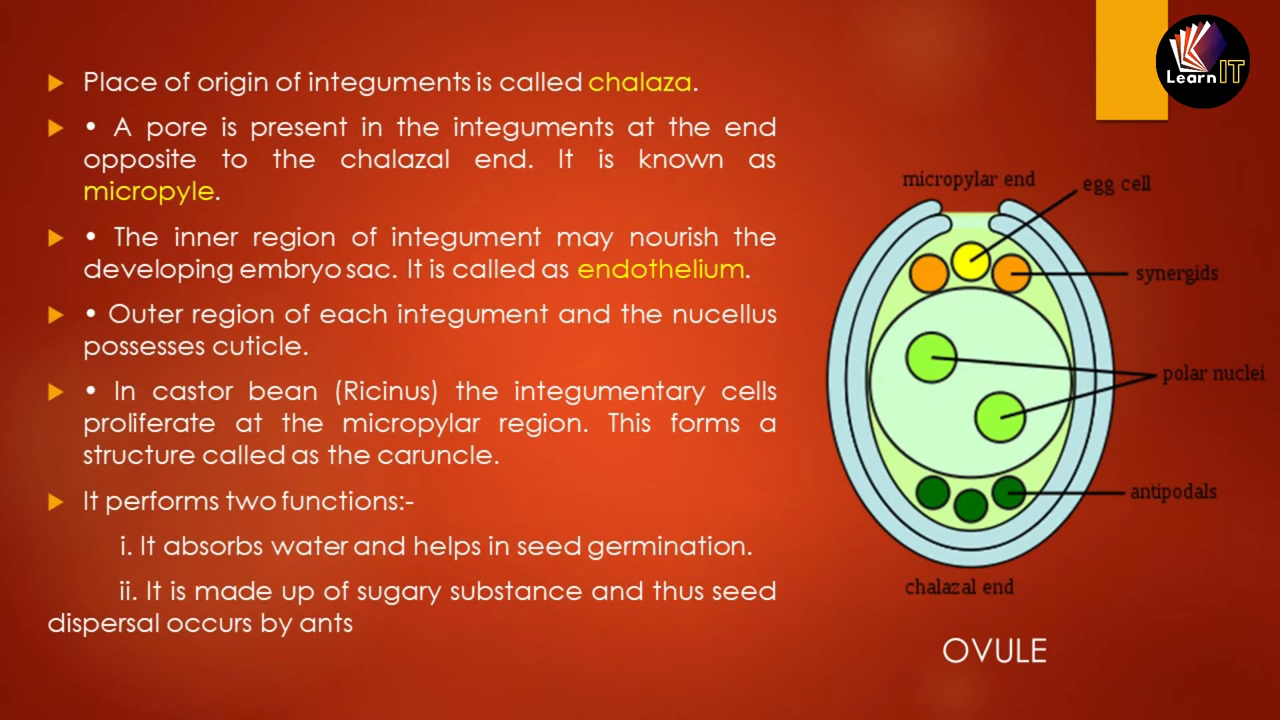 Learn IT
Place of origin of integuments is called chalaza.
• A pore is present in the integuments at the end
opposite to the chalazal end. It is known as
micropyle.
• The inner region of integument may nourish the
developing embryo sac. It is called as endothelium.
• Outer region of each integument and the nucellus
possesses cuticle.
• In castor bean (Ricinus) the integumentary cells
proliferate at the micropylar region. This forms a
structure called as the caruncle.
It performs two functions:-
i. It absorbs water and helps in seed germination.
ii. It is made up of sugary substance and thus seed
dispersal occurs by ants
micropylar end
egg cell
synergids
polar nuclei
antipodals
chalazal end
OVULE